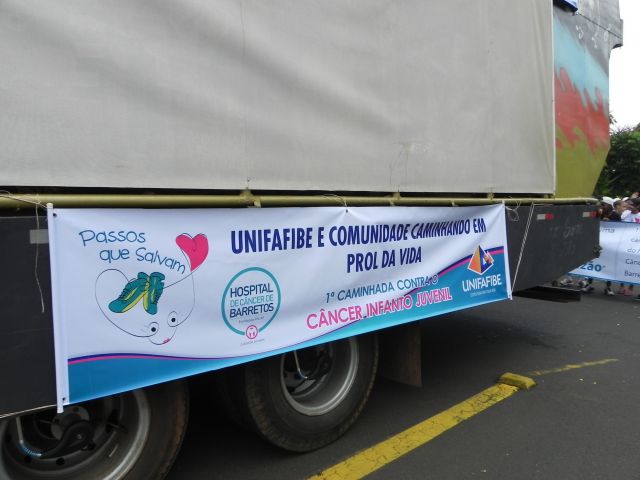 Passos
que Salvam
UNIFAFIBE E COMUNIDADE CAMINHANDO EM
PROL DA VIDA
HOSPITAL
DE CÂNCER DE
BARRETOS
1ª CAMINHADA CONTRA O
CÂNCER INFANTO JUVENIL
UNIFAFIBE